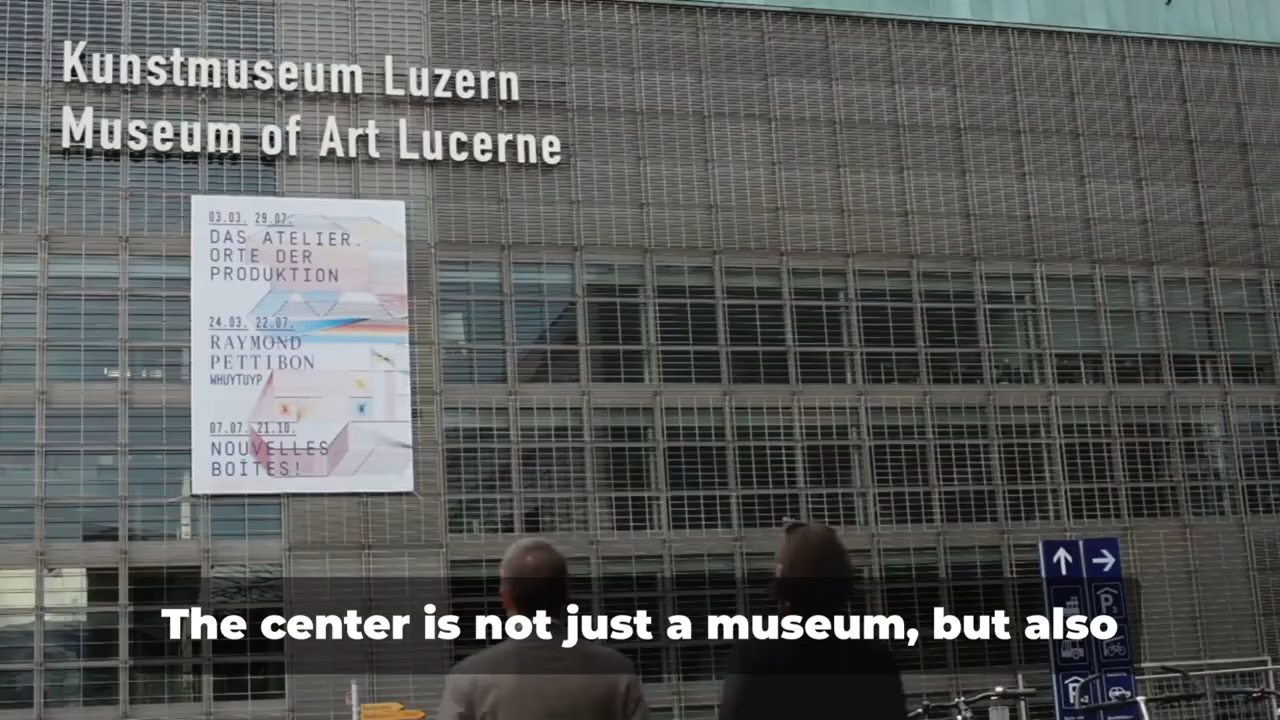 Kunstmuseum Luzern
Museum of Art Lucerne
03.03. 29.07.
DAS ATELIER.
ORTE DER
PRODUKTION
24.03. 22.07.
RAYMOND
PETTIBON
WHUYTUYP
07.07. 21.10.
NOUVELLES
BOÎTES!
The center is not just a museum, but also
P